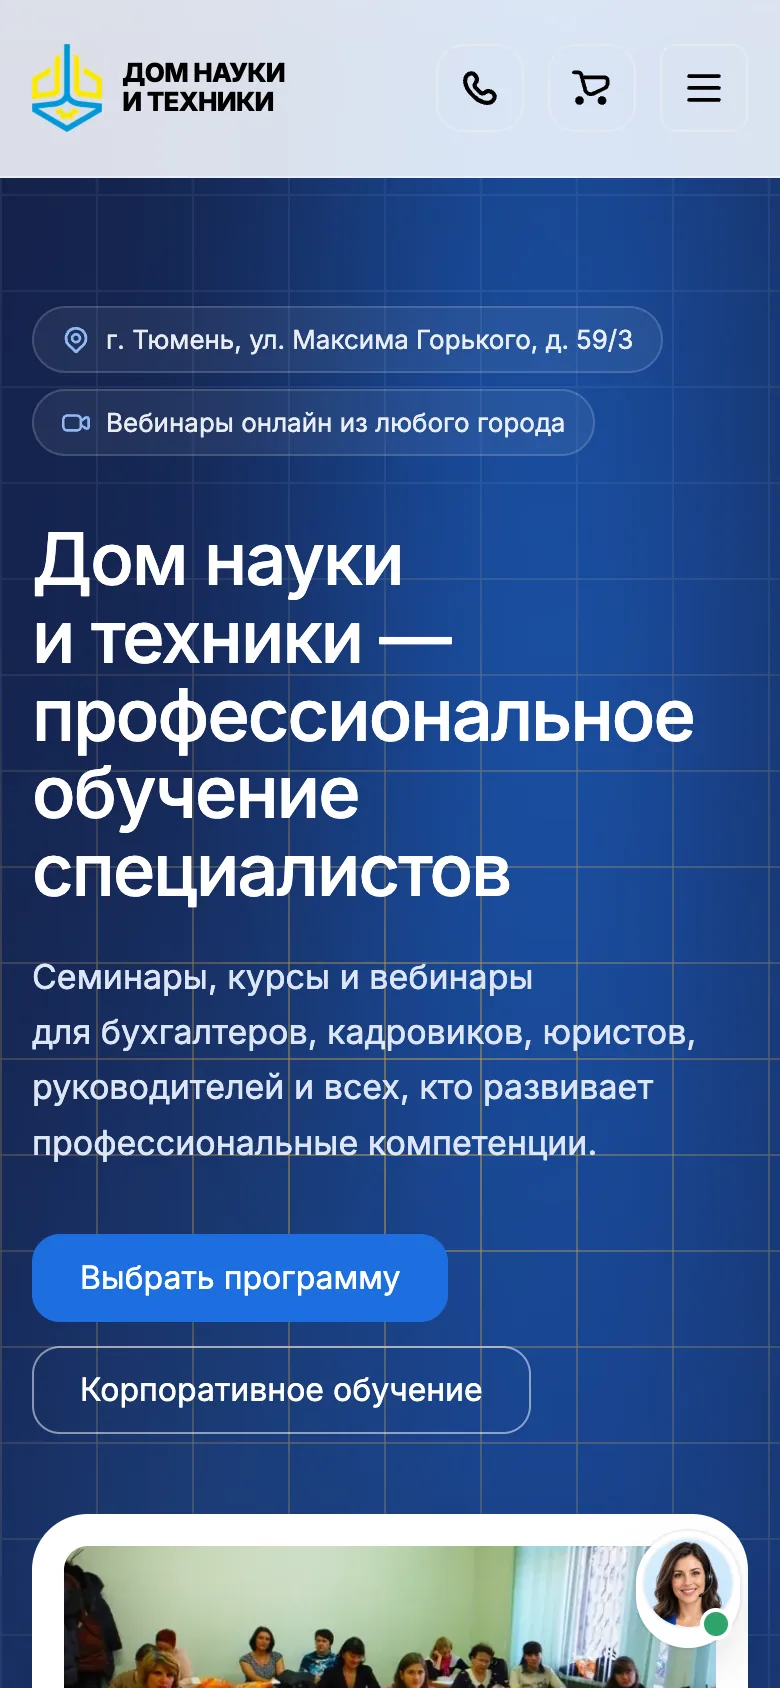 ДОМ НАУКИ
И ТЕХНИКИ
г. Тюмень, ул. Максима Горького, д. 59/3
Вебинары онлайн из любого города
Дом науки
и техники —
профессиональное
обучение
специалистов
Семинары, курсы и вебинары
для бухгалтеров, кадровиков, юристов,
руководителей и всех, кто развивает
профессиональные компетенции.
Выбрать программу
Корпоративное обучение